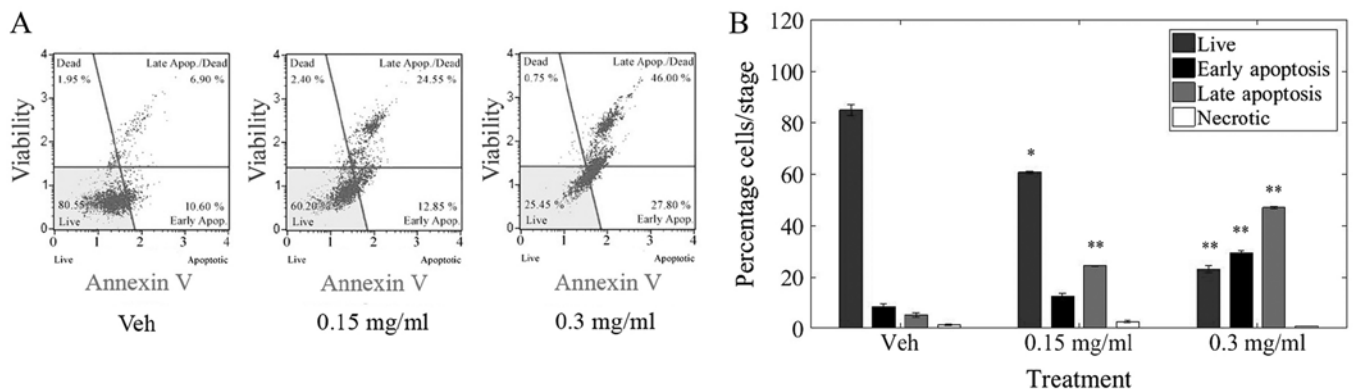 A
Viability
4
3
2
1
0
Dead
1.95 %
Late Apop./Dead
6.90 %
80.55
Live
10.60 %
Early Apop.
0 1 2 3 4
Live
Apoptotic
Annexin V
Veh
Viability
4
3
2
1
0
Dead
2.40 %
Late Apop./Dead
24.55 %
60.20
Live
12.85 %
Early Apop.
0 1 2 3 4
Live
Apoptotic
Annexin V
0.15 mg/ml
Viability
4
3
2
1
0
Dead
0.75 %
Late Apop./Dead
46.00 %
25.45 %
Live
27.80 %
Early Apop.
0 1 2 3 4
Live
Apoptotic
Annexin V
0.3 mg/ml
B
Percentage cells/stage
120
100
80
60
40
20
0
Live
Early apoptosis
Late apoptosis
Necrotic
*
**
**
**
**
Veh
0.15 mg/ml
0.3 mg/ml
Treatment